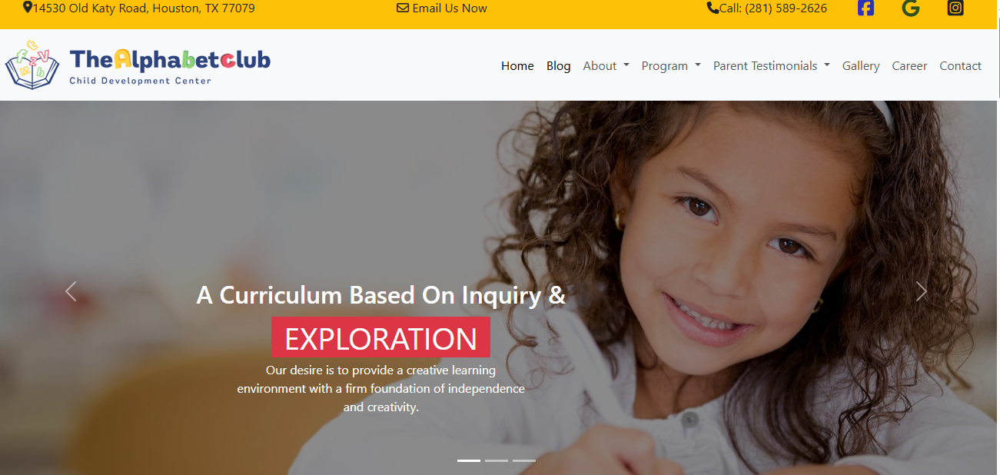 14530 Old Katy Road, Houston, TX 77079
Email Us Now
Call: (281) 589-2626
TheAlphabetclub
Child Development Center
Home
Blog
About
Program
Parent Testimonials
Gallery
Career
Contact
A Curriculum Based On Inquiry &
EXPLORATION
Our desire is to provide a creative learning
environment with a firm foundation of independence
and creativity.